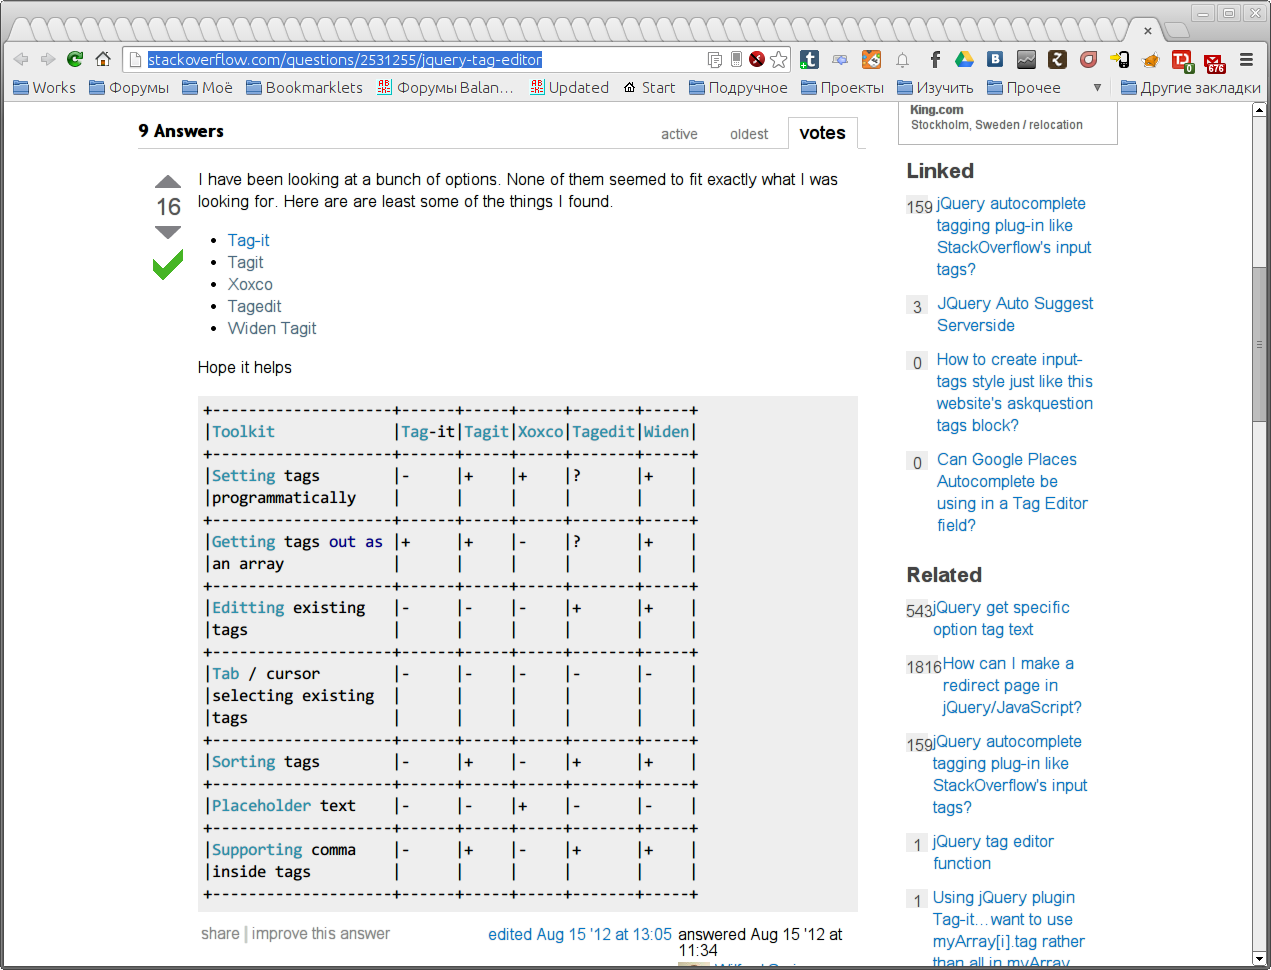 stackoverflow.com/questions/2531255/jquery-tag-editor
0
676
Works Форумы Моё Bookmarklets Форумы Balan... Updated Start Подручное Проекты Изучить Прочее Другие закладки
9 Answers
active oldest votes
16
I have been looking at a bunch of options. None of them seemed to fit exactly what I was
looking for. Here are are least some of the things I found.
• Tag-it
• Tagit
• Xoxco
• Tagedit
• Widen Tagit
Hope it helps
+--------------------+------+-----+-----+-------+-----+
|Toolkit             |Tag-it|Tagit|Xoxco|Tagedit|Widen|
+--------------------+------+-----+-----+-------+-----+
|Setting tags        |-     |+    |+    |?      |+    |
|programmatically    |      |     |     |       |     |
+--------------------+------+-----+-----+-------+-----+
|Getting tags out as |+     |+    |-    |?      |+    |
|an array            |      |     |     |       |     |
+--------------------+------+-----+-----+-------+-----+
|Editting existing   |-     |-    |-    |+      |+    |
|tags                |      |     |     |       |     |
+--------------------+------+-----+-----+-------+-----+
|Tab / cursor        |-     |-    |-    |-      |-    |
|selecting existing  |      |     |     |       |     |
|tags                |      |     |     |       |     |
+--------------------+------+-----+-----+-------+-----+
|Sorting tags        |-     |+    |-    |+      |+    |
+--------------------+------+-----+-----+-------+-----+
|Placeholder text    |-     |-    |+    |-      |-    |
+--------------------+------+-----+-----+-------+-----+
|Supporting comma    |-     |+    |-    |+      |+    |
|inside tags         |      |     |     |       |     |
+--------------------+------+-----+-----+-------+-----+
share | improve this answer
edited Aug 15 '12 at 13:05
answered Aug 15 '12 at
11:34
King.com
Stockholm, Sweden / relocation
Linked
159 jQuery autocomplete
tagging plug-in like
StackOverflow's input
tags?
3 JQuery Auto Suggest
Serverside
0 How to create input-
tags style just like this
website's askquestion
tags block?
0 Can Google Places
Autocomplete be
using in a Tag Editor
field?
Related
543 jQuery get specific
option tag text
1816 How can I make a
redirect page in
jQuery/JavaScript?
159 jQuery autocomplete
tagging plug-in like
StackOverflow's input
tags?
1 jQuery tag editor
function
1 Using jQuery plugin
Tag-it...want to use
myArray[i].tag rather
than all in myArray